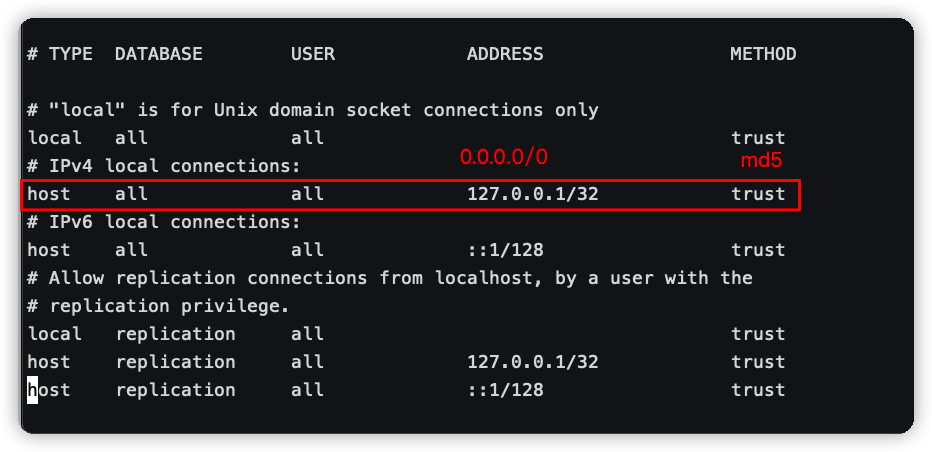 # TYPE  DATABASE        USER            ADDRESS                 METHOD
# "local" is for Unix domain socket connections only
local   all             all                                     trust
# IPv4 local connections:              0.0.0.0/0                 md5
host    all             all             127.0.0.1/32            trust
# IPv6 local connections:
host    all             all             ::1/128                 trust
# Allow replication connections from localhost, by a user with the
# replication privilege.
local   replication     all                                     trust
host    replication     all             127.0.0.1/32            trust
host    replication     all             ::1/128                 trust